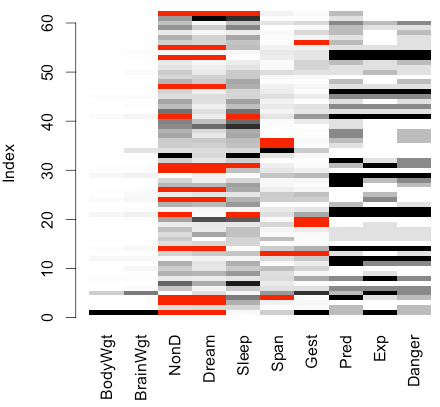 60
50
40
30
20
10
0
Index
BodyWgt
BrainWgt
NonD
Dream
Sleep
Span
Gest
Pred
Exp
Danger